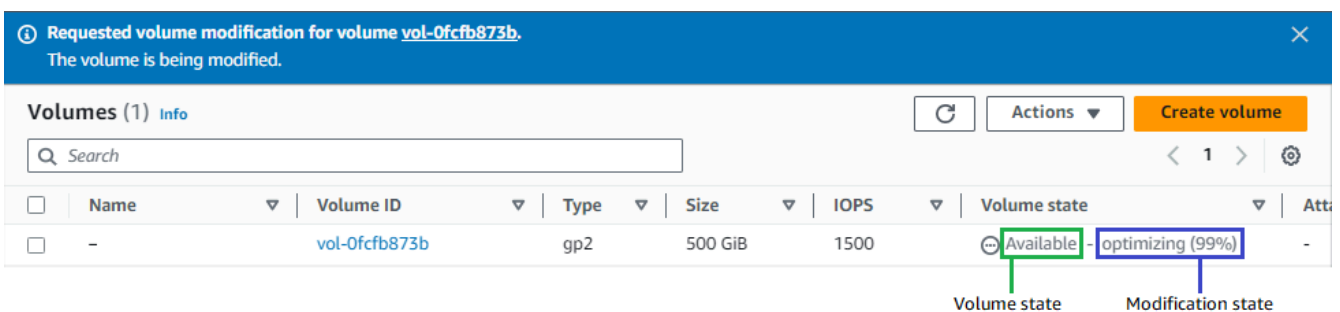 Requested volume modification for volume vol-0fcfb873b.
The volume is being modified.
Volumes (1) Info
Actions
Create volume
Search
1
Name Volume ID Type Size IOPS Volume state Atta
- vol-0fcfb873b gp2 500 GiB 1500 Available - optimizing (99%) -
Volume state Modification state